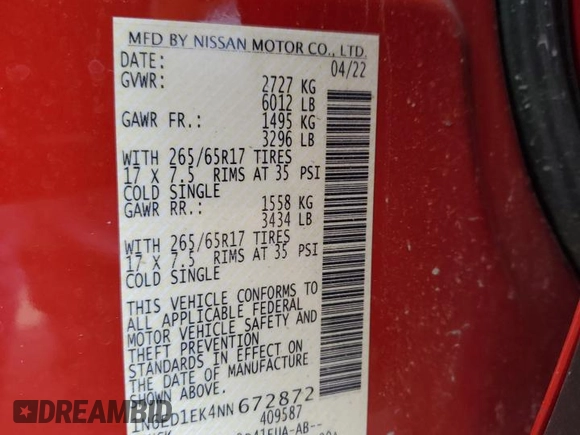 MFD BY NISSAN MOTOR CO., LTD.
DATE: 04/22
GVWR: 2727 KG
6012 LB
GAWR FR.: 1495 KG
3296 LB
WITH 265/65R17 TIRES
17 X 7.5 RIMS AT 35 PSI
COLD SINGLE
GAWR RR.: 1558 KG
3434 LB
WITH 265/65R17 TIRES
17 X 7.5 RIMS AT 35 PSI
COLD SINGLE
THIS VEHICLE CONFORMS TO
ALL APPLICABLE FEDERAL
MOTOR VEHICLE SAFETY AND
THEFT PREVENTION
STANDARDS IN EFFECT ON
THE DATE OF MANUFACTURE
SHOWN ABOVE.
672872
409587
EPIC DEALS
BIDFAX.CO